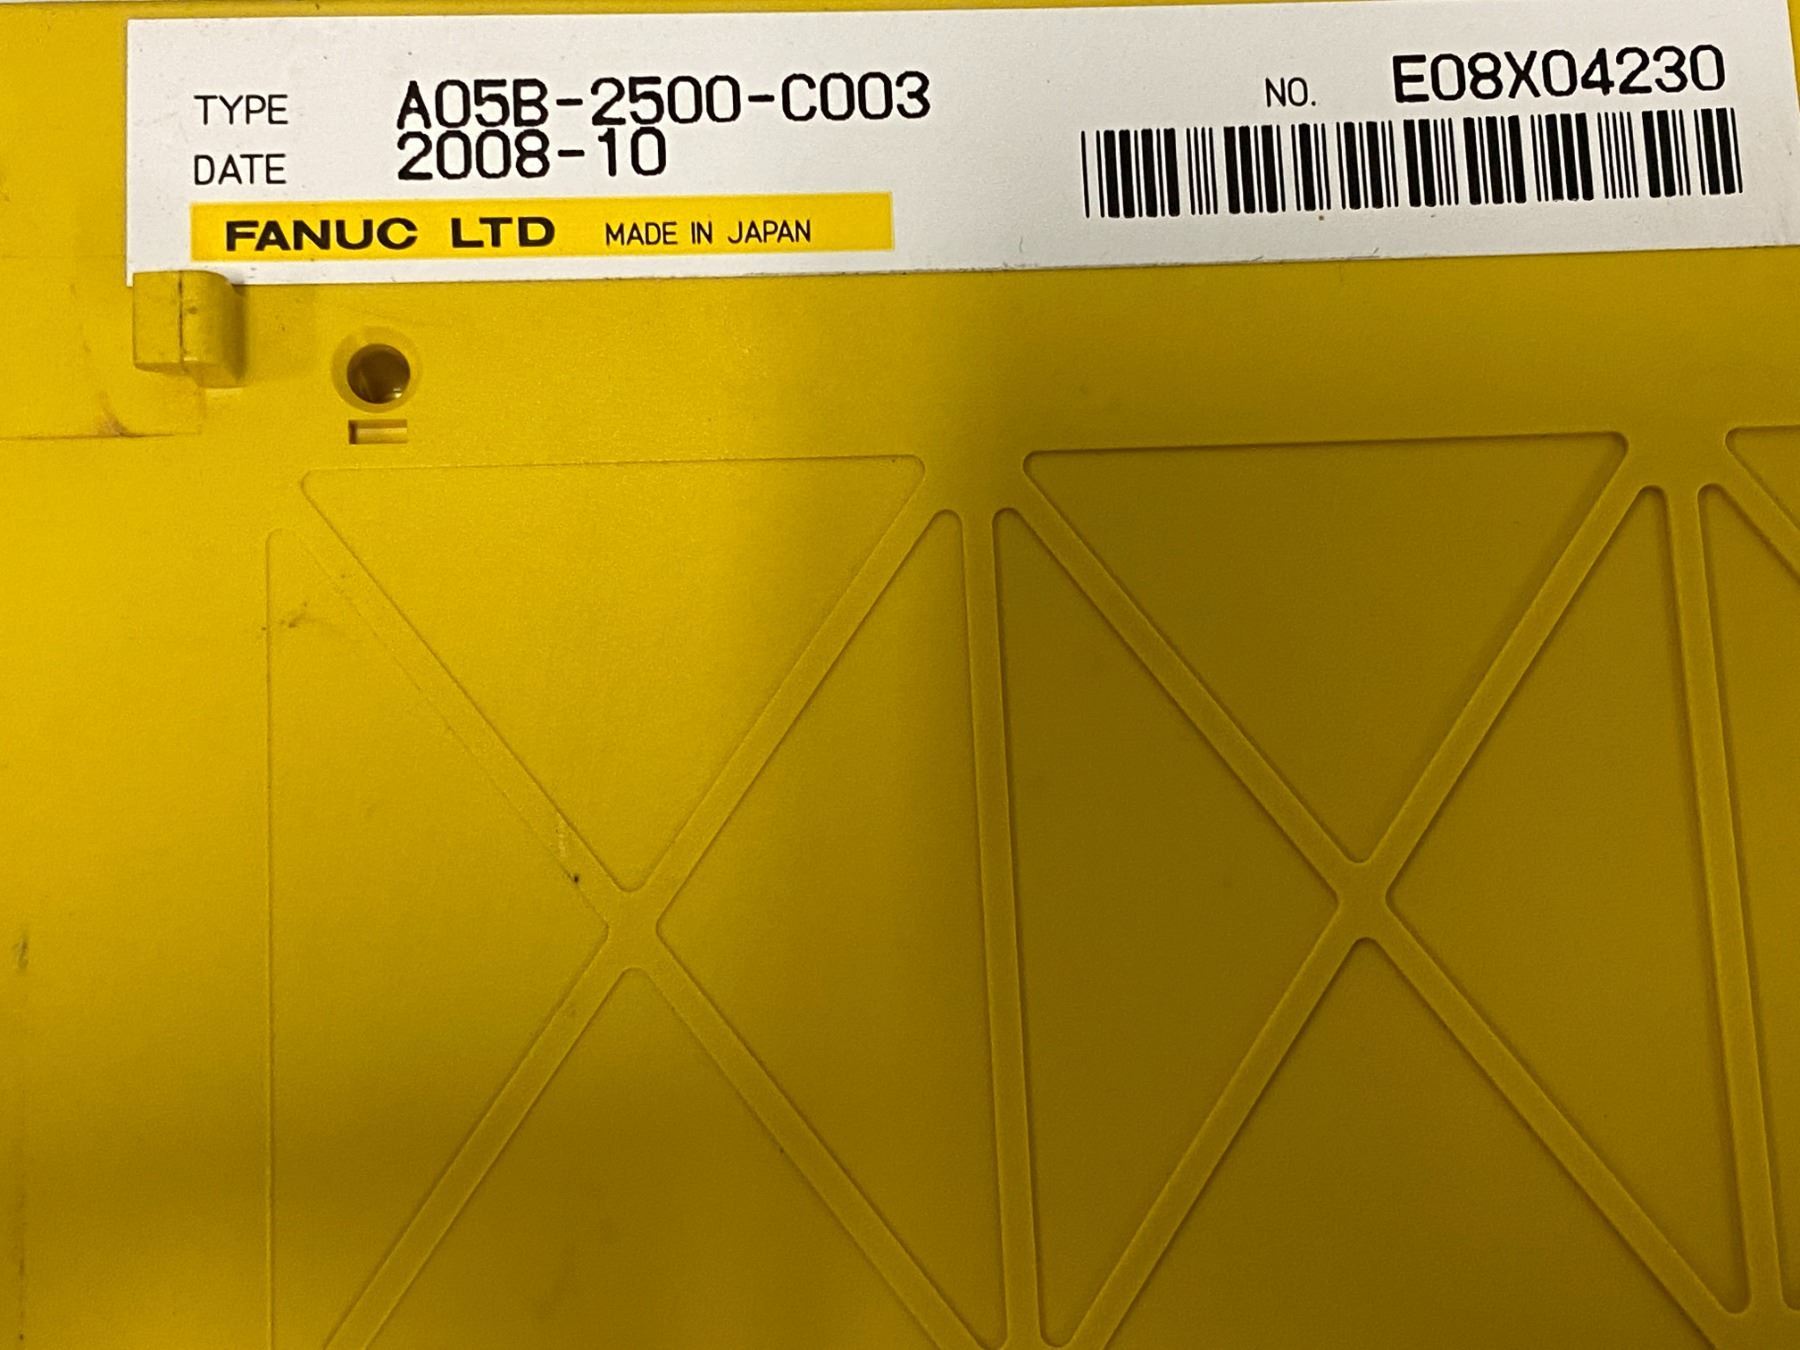 TYPE A05B-2500-C003
NO. E08X04230
DATE 2008-10
FANUC LTD MADE IN JAPAN